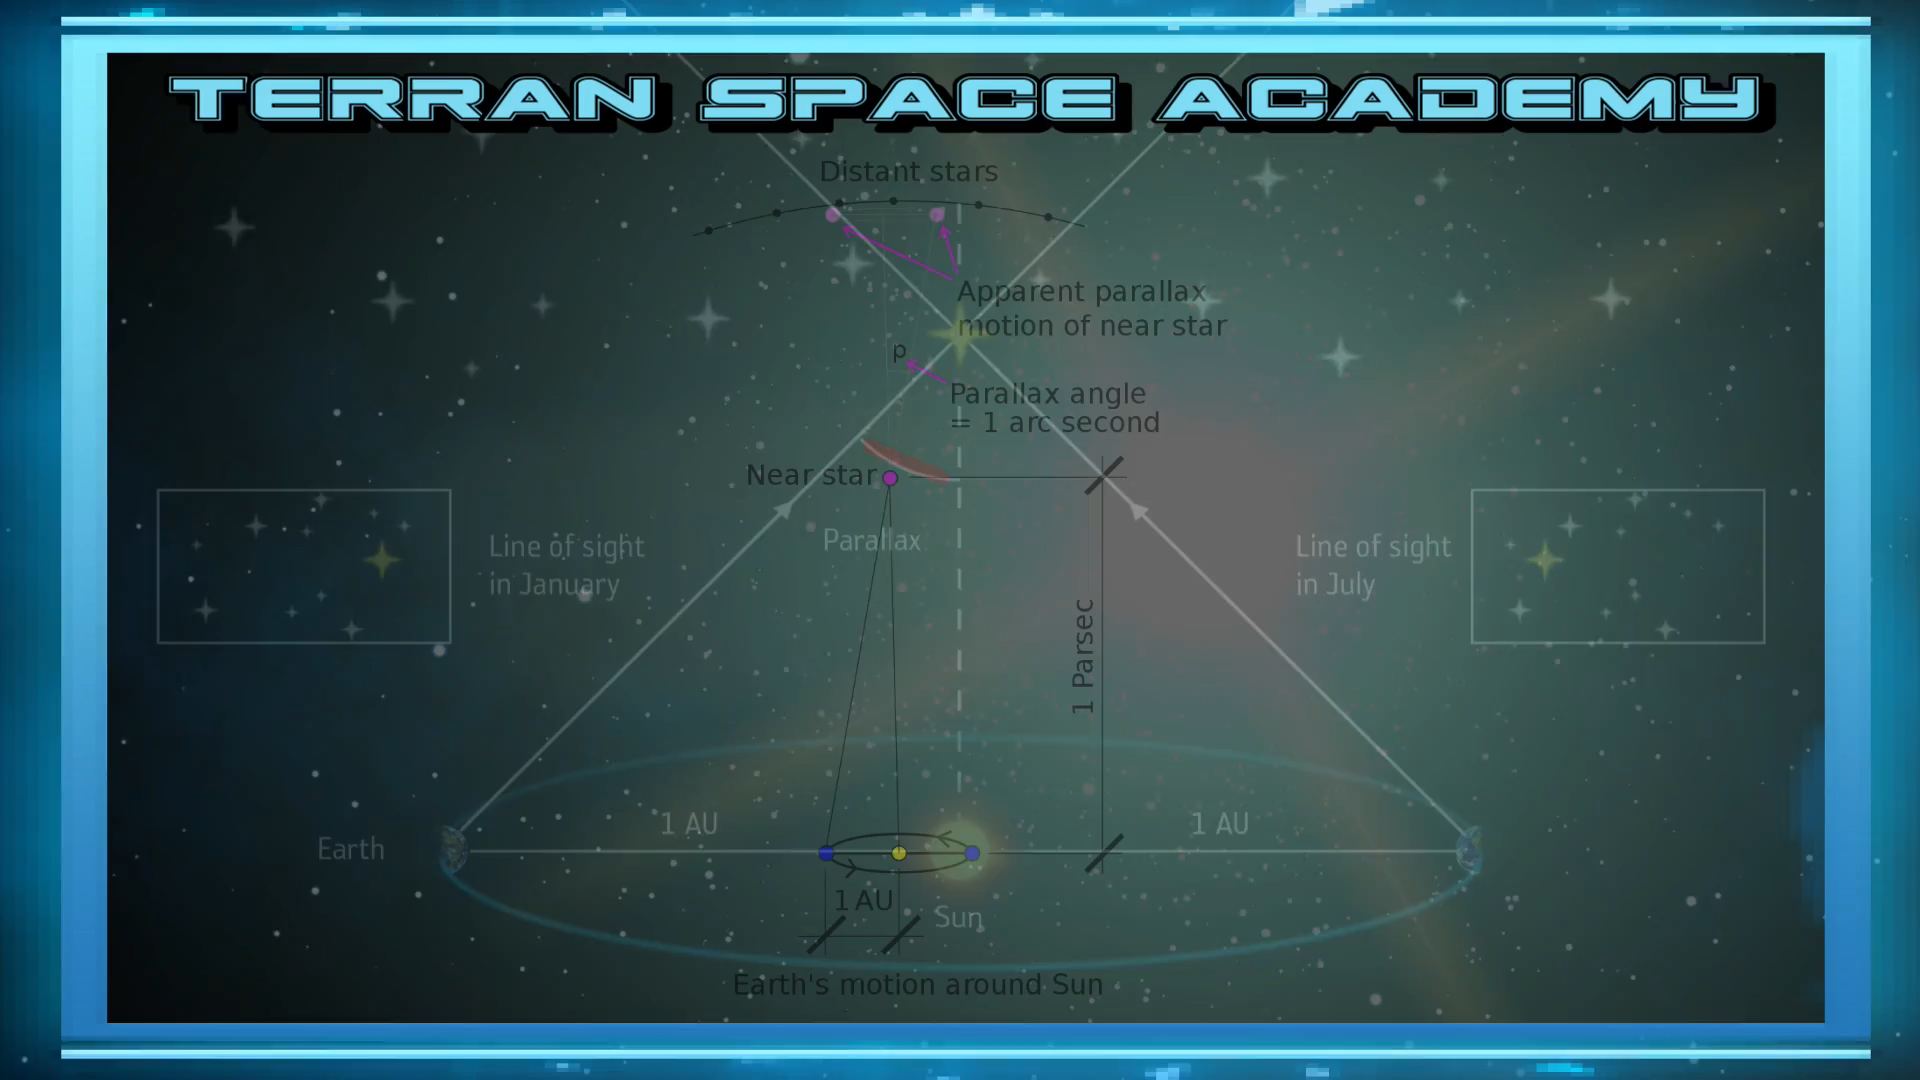 TERRAN SPACE ACADEMY
Distant stars
Apparent parallax
motion of near star
p
Parallax angle
= 1 arc second
Near star
Parallax
Line of sight
in January
Line of sight
in July
1 Parsec
1 AU
1 AU
Earth
1 AU
Sun
Earth's motion around Sun